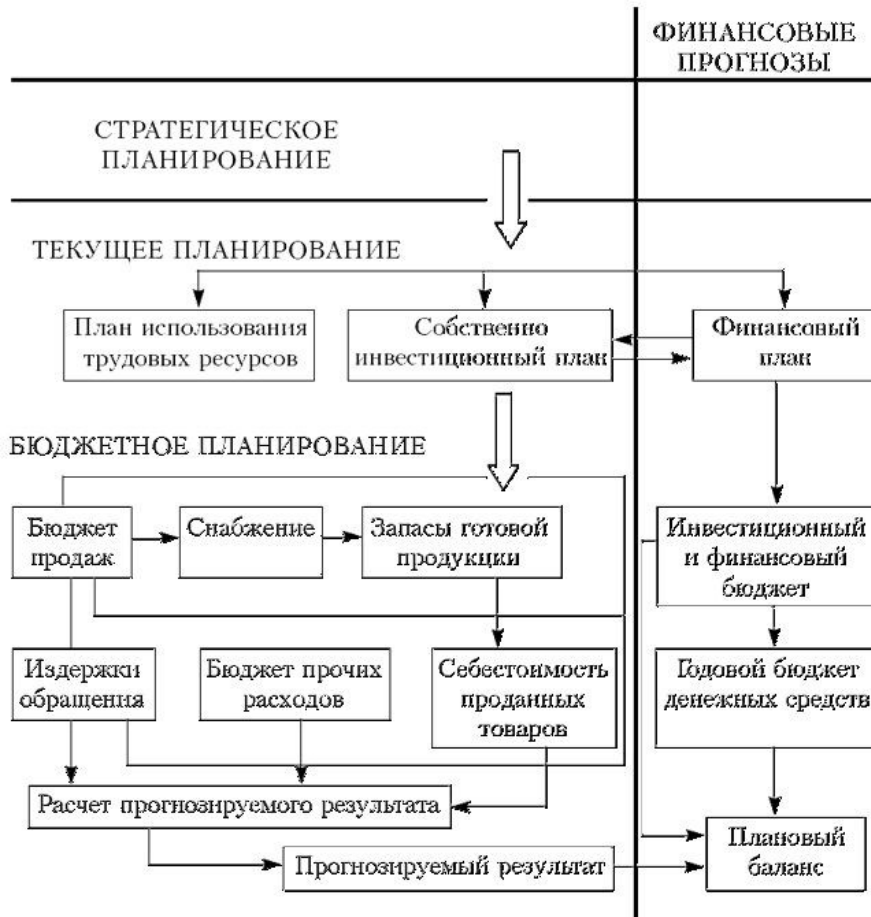 ФИНАНСОВЫЕ
ПРОГНОЗЫ
СТРАТЕГИЧЕСКОЕ
ПЛАНИРОВАНИЕ
ТЕКУЩЕЕ ПЛАНИРОВАНИЕ
План использования
трудовых ресурсов
Собственно
инвестиционный план
Финансовый
план
БЮДЖЕТНОЕ ПЛАНИРОВАНИЕ
Бюджет
продаж
Снабжение
Запасы готовой
продукции
Инвестиционный
и финансовый
бюджет
Издержки
обращения
Бюджет прочих
расходов
Себестоимость
проданных
товаров
Годовой бюджет
денежных средств
Расчет прогнозируемого результата
Прогнозируемый результат
Плановый
баланс